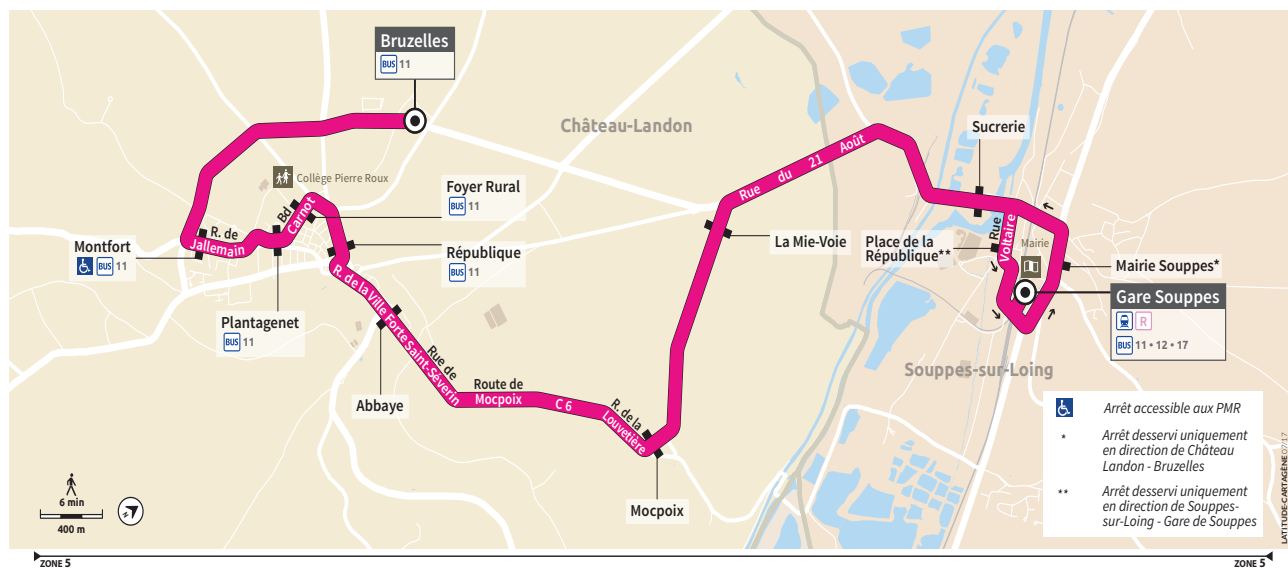 Bruzelles
BUS 11
Château-Landon
Collège Pierre Roux
Foyer Rural
BUS 11
Bd
Carnot
R. de
Jallemain
Montfort
BUS 11
République
BUS 11
Plantagenet
BUS 11
R. de la Ville Forte
Saint-Séverin
Rue de
Abbaye
Route de
Mocpoix
C 6
R. de la
Louvetière
Mocpoix
Rue du 21 Août
La Mie-Voie
Sucrerie
Place de la
République**
Rue
Voltaire
Mairie
Mairie Souppes*
Gare Souppes
R
BUS 11 • 12 • 17
Souppes-sur-Loing
Arrêt accessible aux PMR
* Arrêt desservi uniquement
en direction de Château
Landon - Bruzelles
** Arrêt desservi uniquement
en direction de Souppes-
sur-Loing - Gare de Souppes
6 min
400 m
LATITUDE-CARTAGÈNE 07/17
ZONE 5
ZONE 5